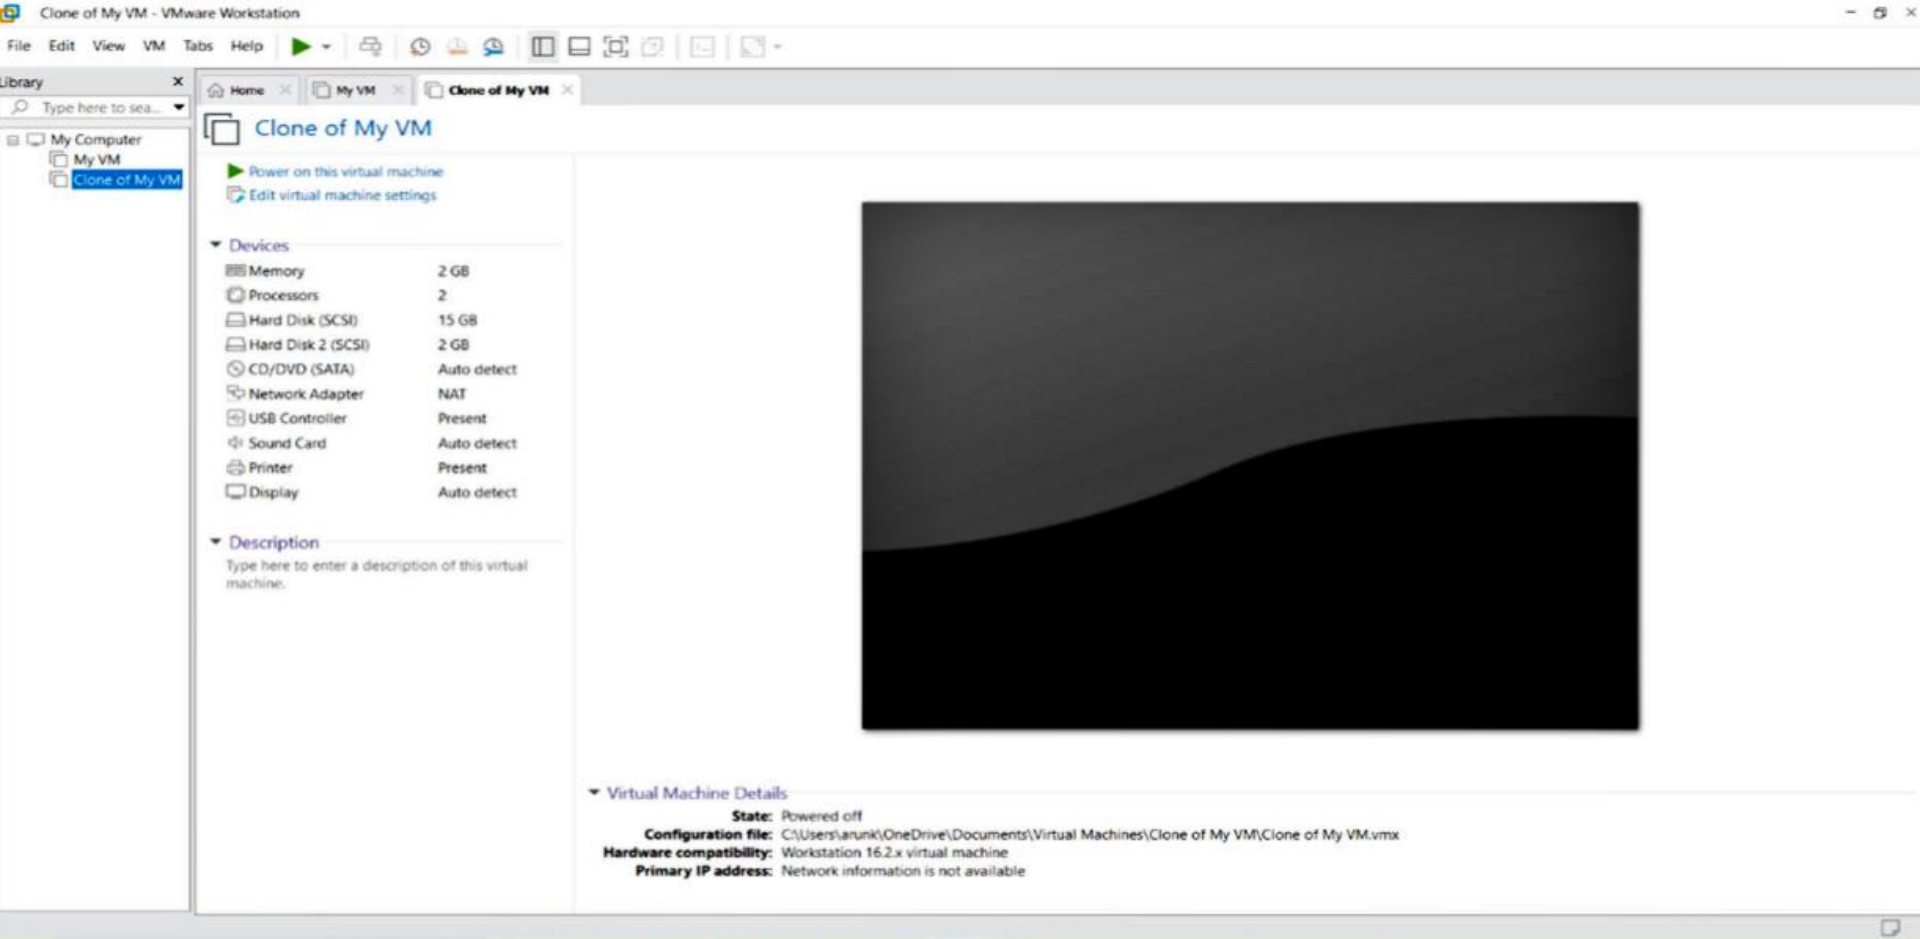 Clone of My VM - VMware Workstation
File Edit View VM Tabs Help
Library
Type here to sea...
My Computer
My VM
Clone of My VM
Home My VM Clone of My VM
Clone of My VM
Power on this virtual machine
Edit virtual machine settings
Devices
Memory 2 GB
Processors 2
Hard Disk (SCSI) 15 GB
Hard Disk 2 (SCSI) 2 GB
CD/DVD (SATA) Auto detect
Network Adapter NAT
USB Controller Present
Sound Card Auto detect
Printer Present
Display Auto detect
Description
Type here to enter a description of this virtual
machine.
Virtual Machine Details
State: Powered off
Configuration file: C:\Users\arunk\OneDrive\Documents\Virtual Machines\Clone of My VM\Clone of My VM.vmx
Hardware compatibility: Workstation 16.2.x virtual machine
Primary IP address: Network information is not available